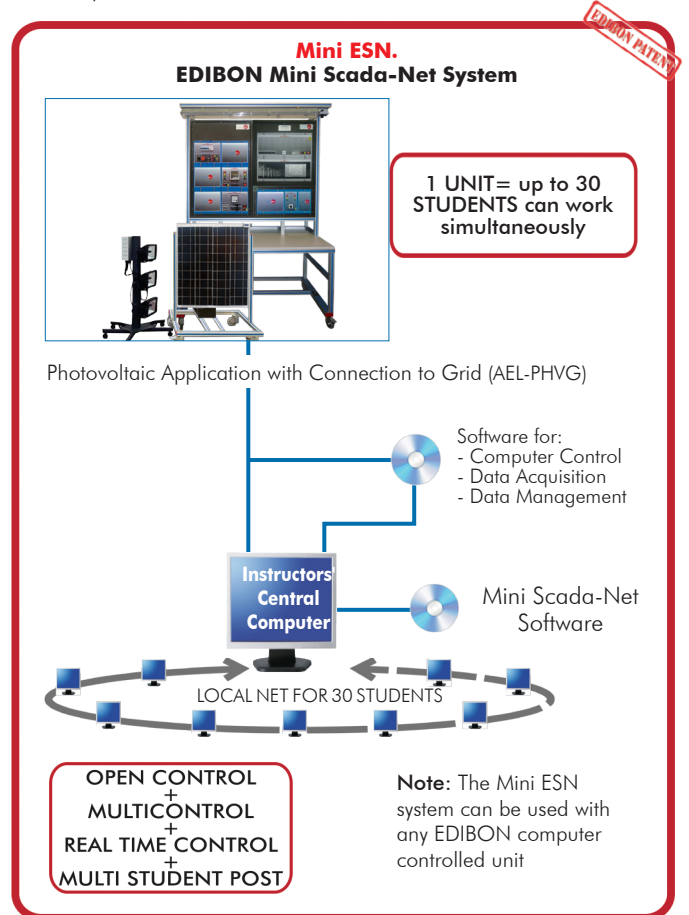 EDIBON PATENT
Mini ESN.
EDIBON Mini Scada-Net System
1 UNIT= up to 30
STUDENTS can work
simultaneously
Photovoltaic Application with Connection to Grid (AEL-PHVG)
Software for:
- Computer Control
- Data Acquisition
- Data Management
Instructors'
Central
Computer
Mini Scada-Net
Software
LOCAL NET FOR 30 STUDENTS
OPEN CONTROL
+
MULTICONTROL
+
REAL TIME CONTROL
+
MULTI STUDENT POST
Note: The Mini ESN
system can be used with
any EDIBON computer
controlled unit